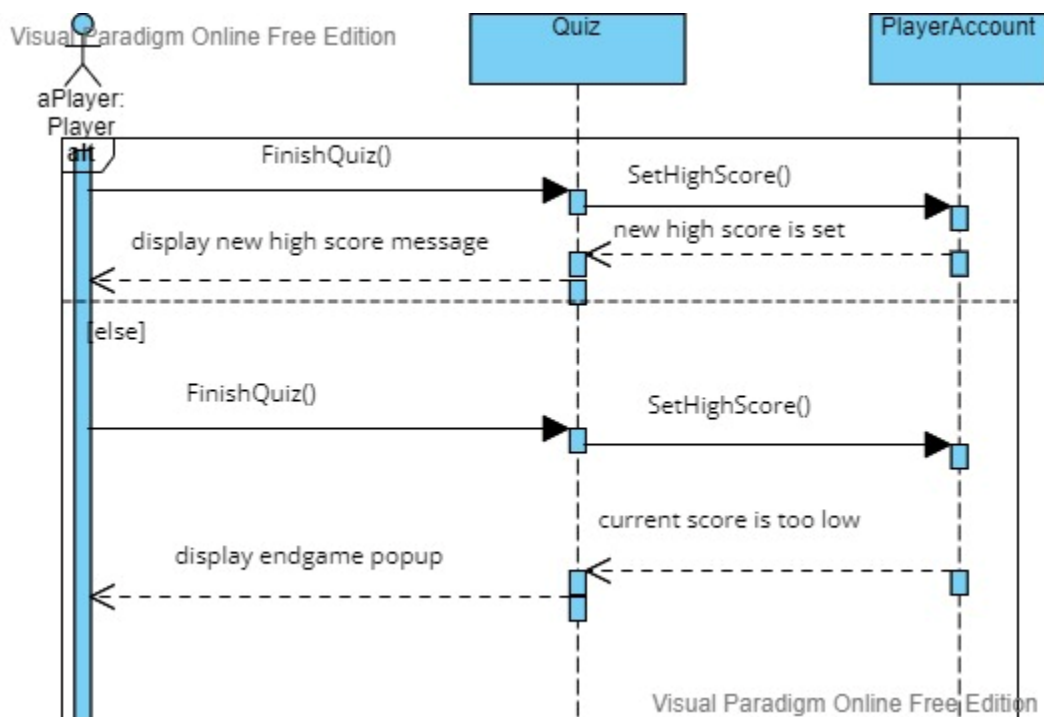 Visual Paradigm Online Free Edition
Quiz
PlayerAccount
aPlayer:
Player
alt
FinishQuiz()
SetHighScore()
new high score is set
display new high score message
[else]
FinishQuiz()
SetHighScore()
current score is too low
display endgame popup
Visual Paradigm Online Free Edition